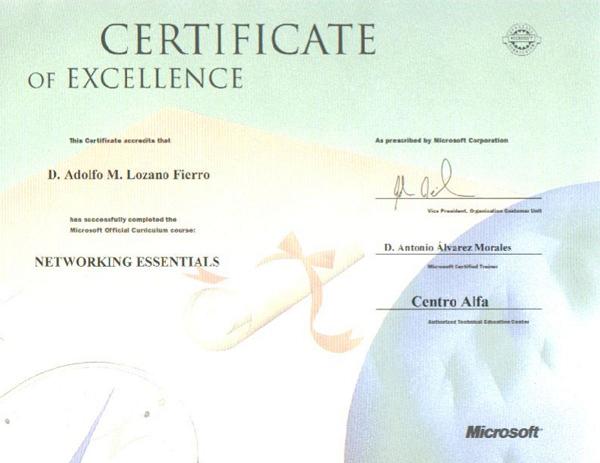 CERTIFICATE
OF EXCELLENCE
MICROSOFT
This Certificate accredits that
D. Adolfo M. Lozano Fierro
has successfully completed the
Microsoft Official Curriculum course:
NETWORKING ESSENTIALS
As prescribed by Microsoft Corporation
Vice President, Organization Customer Unit
D. Antonio Álvarez Morales
Microsoft Certified Trainer
Centro Alfa
Authorized Technical Education Center
Microsoft